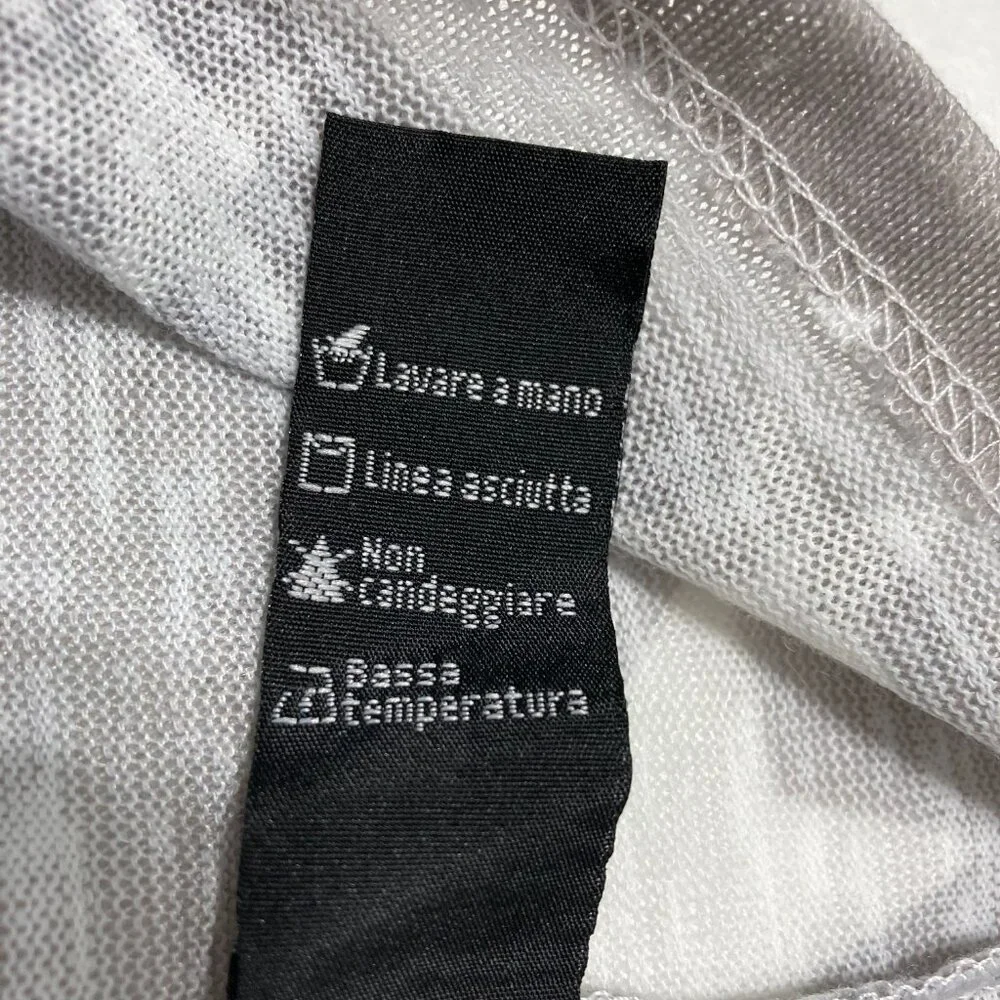 Lavare a mano
Linea asciutta
Non
candeggiare
Bassa
temperatura